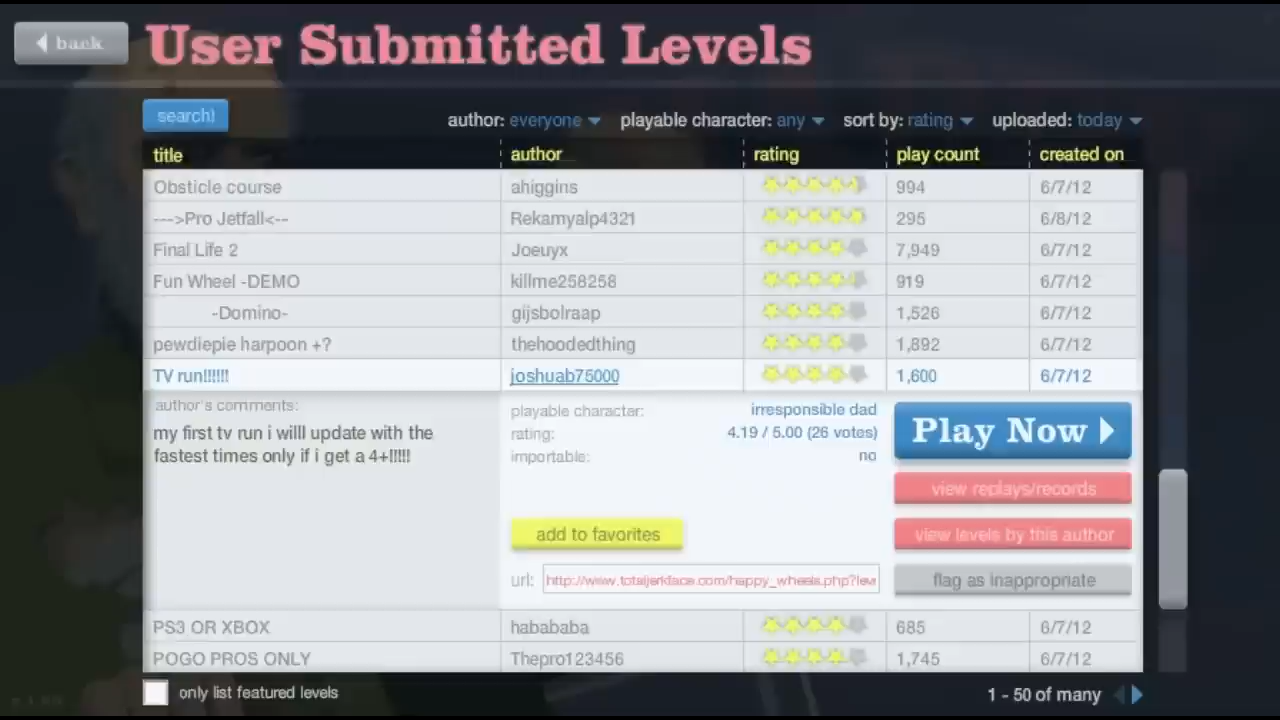 back
User Submitted Levels
search!
author: everyone playable character: any sort by: rating uploaded: today
title author rating play count created on
Obsticle course ahiggins 994 6/7/12
--->Pro Jetfall<-- Rekamyalp4321 295 6/8/12
Final Life 2 Joeuyx 7,949 6/7/12
Fun Wheel -DEMO killme258258 919 6/7/12
-Domino- gijsbolraap 1,526 6/7/12
pewdiepie harpoon +? thehoodedthing 1,892 6/7/12
TV run!!!!!! joshuab75000 1,600 6/7/12
author's comments:
my first tv run i willl update with the
fastest times only if i get a 4+!!!!!
playable character: irresponsible dad
rating: 4.19 / 5.00 (26 votes)
importable: no
add to favorites
url: http://www.totaljerkface.com/happy_wheels.php?lev
Play Now
view replays/records
view levels by this author
flag as inappropriate
PS3 OR XBOX habababa 685 6/7/12
POGO PROS ONLY Thepro123456 1,745 6/7/12
only list featured levels 1 - 50 of many